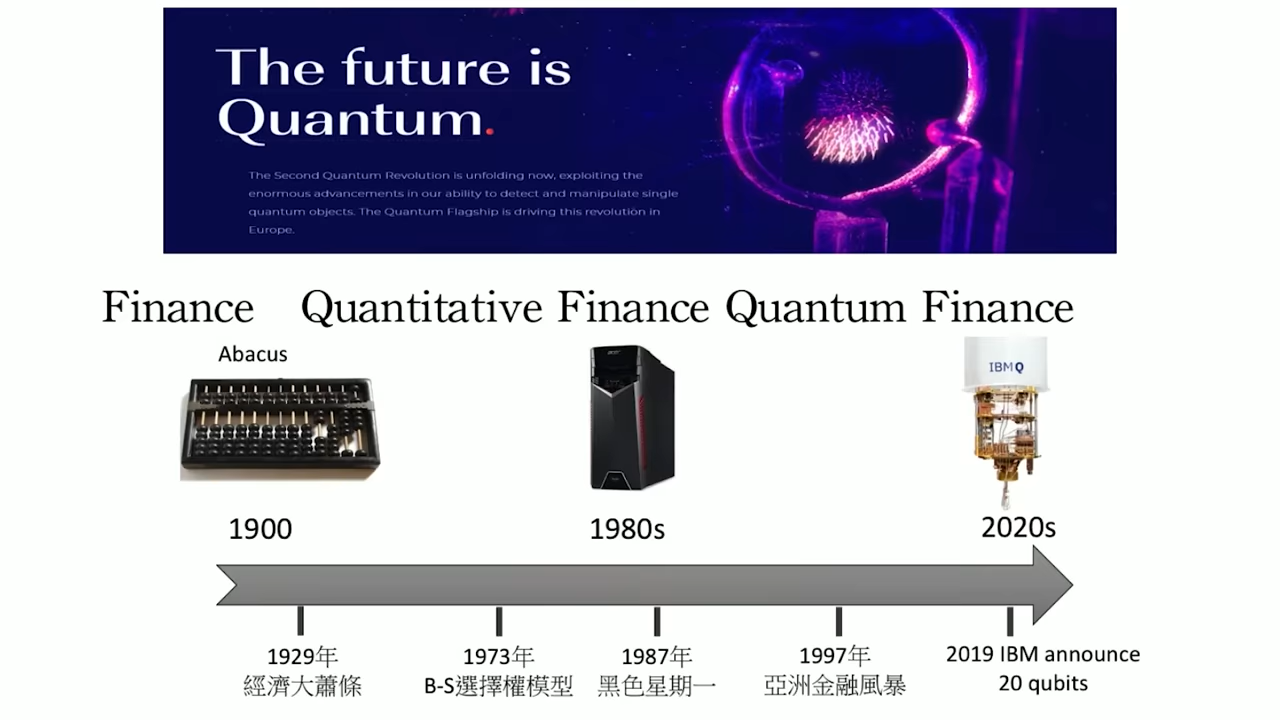 The future is
Quantum.
The Second Quantum Revolution is unfolding now, exploiting the
enormous advancements in our ability to detect and manipulate single
quantum objects. The Quantum Flagship is driving this revolution in
Europe.
Finance Quantitative Finance Quantum Finance
Abacus
IBM Q
1900 1980s 2020s
1929年 1973年 1987年 1997年 2019 IBM announce
經濟大蕭條 B-S選擇權模型 黑色星期一 亞洲金融風暴 20 qubits